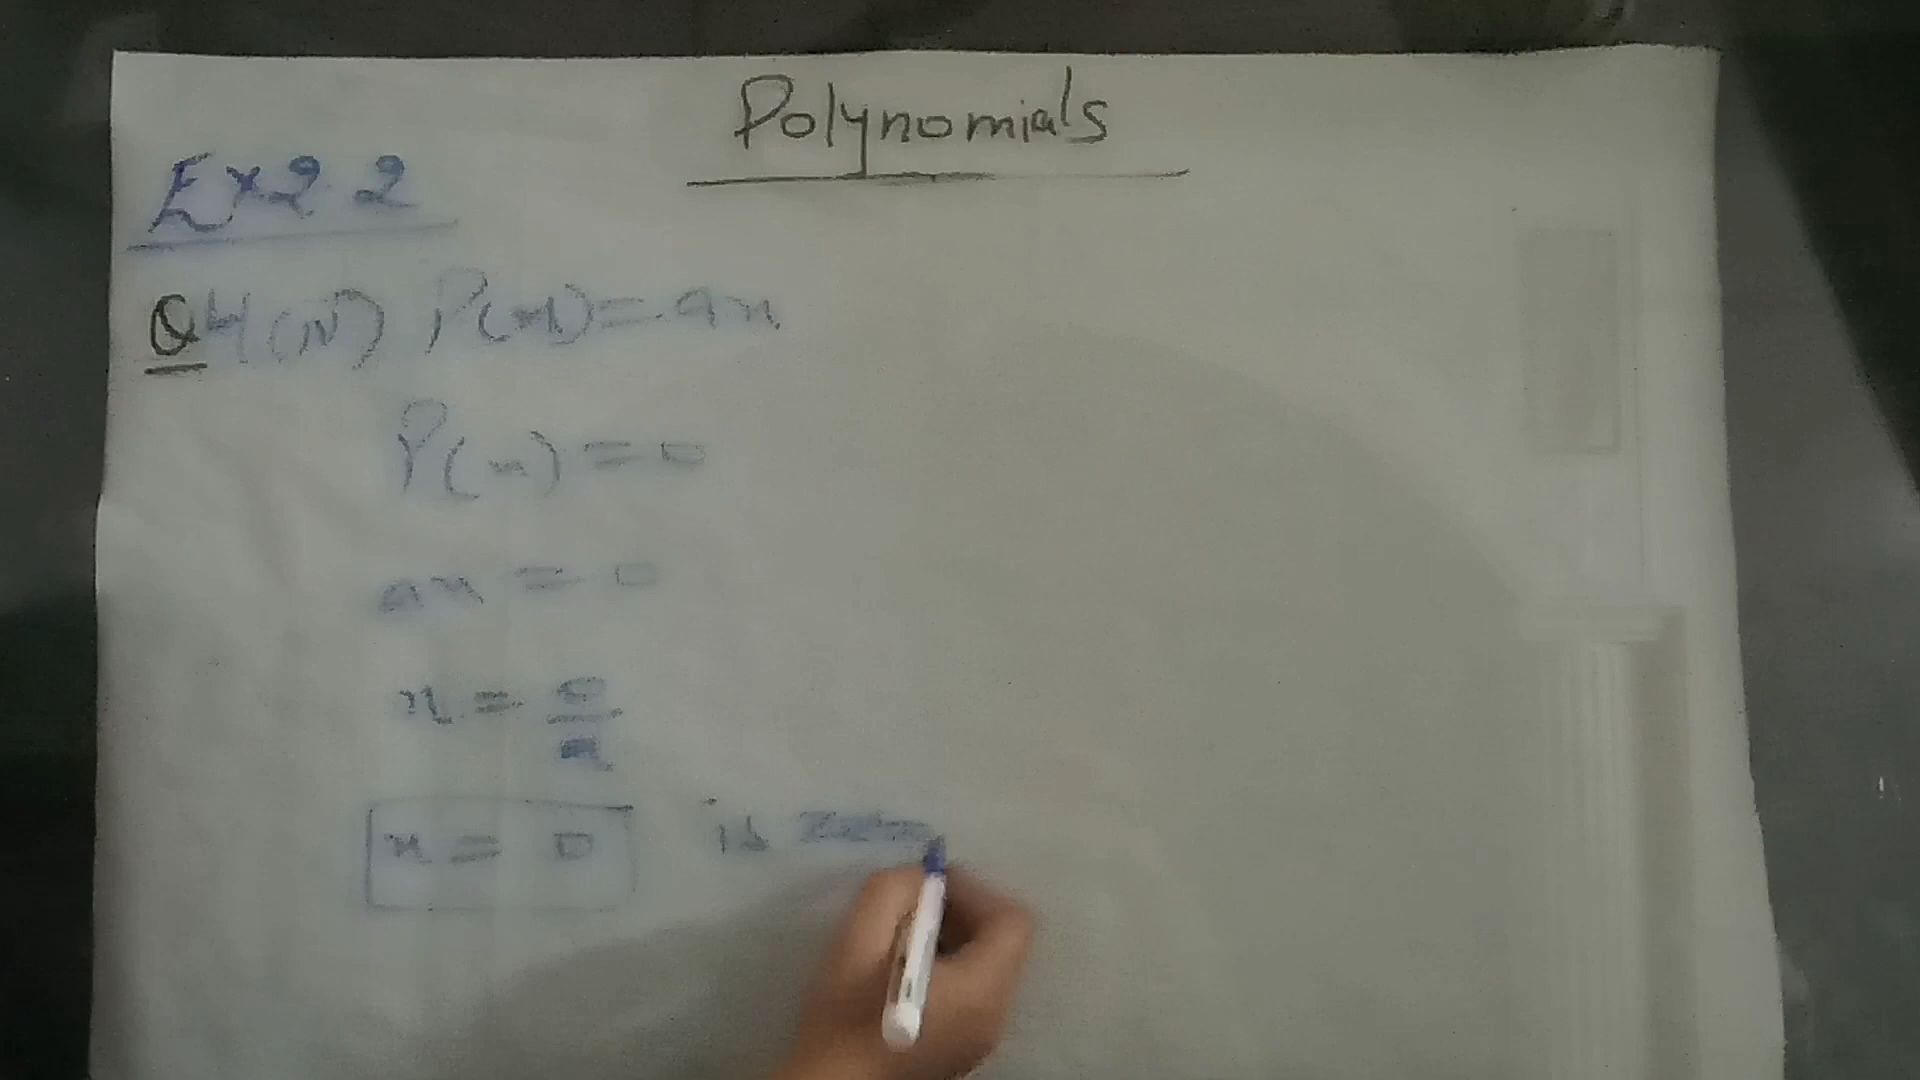 Polynomials
Ex 2.2
Q4 (iv) P(x) = ax
P(x) = 0
ax = 0
x = 0/a
x = 0 is zero